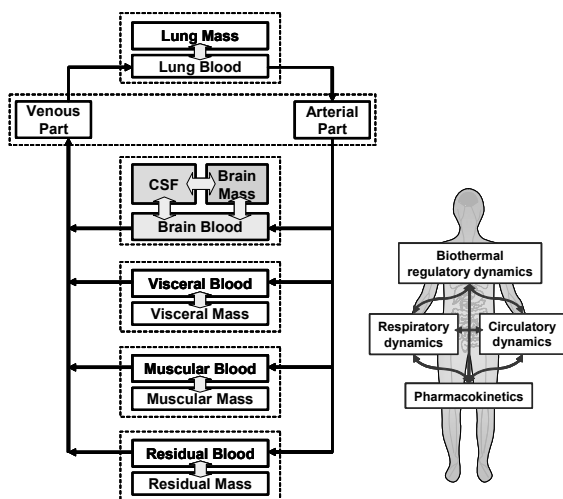 Lung Mass
Lung Blood
Venous
Part
Arterial
Part
CSF
Brain
Mass
Brain Blood
Visceral Blood
Visceral Mass
Muscular Blood
Muscular Mass
Residual Blood
Residual Mass
Biothermal
regulatory dynamics
Respiratory
dynamics
Circulatory
dynamics
Pharmacokinetics